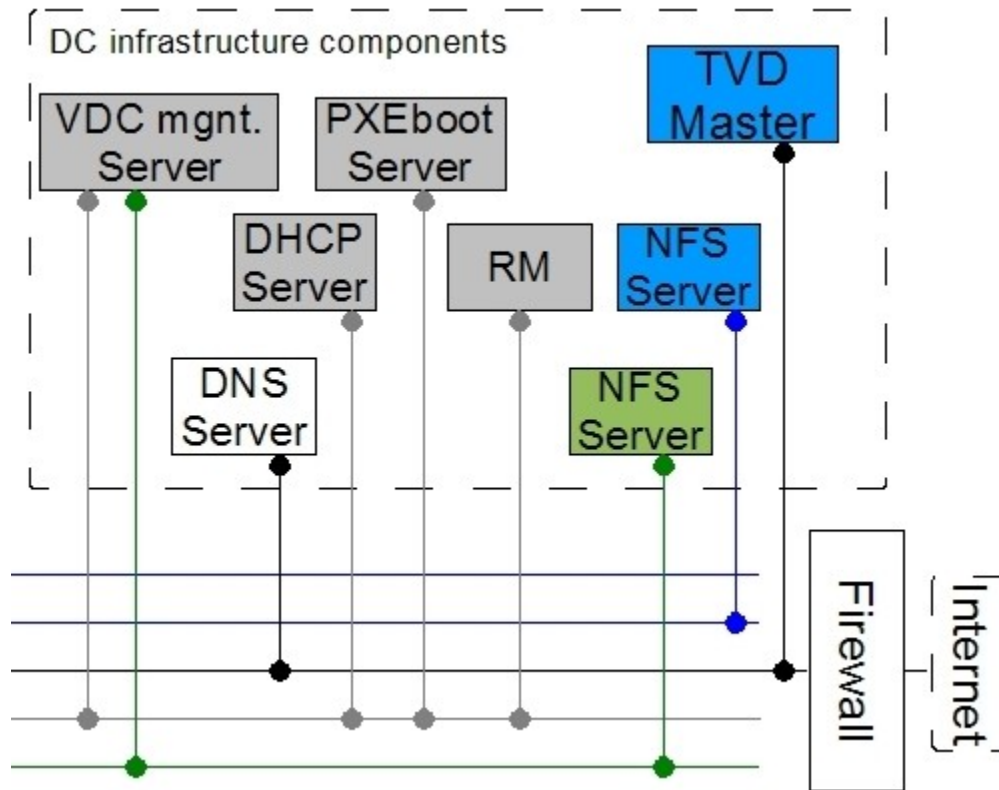 DC infrastructure components
VDC mgnt.
Server
PXEboot
Server
TVD
Master
DHCP
Server
RM
NFS
Server
DNS
Server
NFS
Server
Firewall
Internet